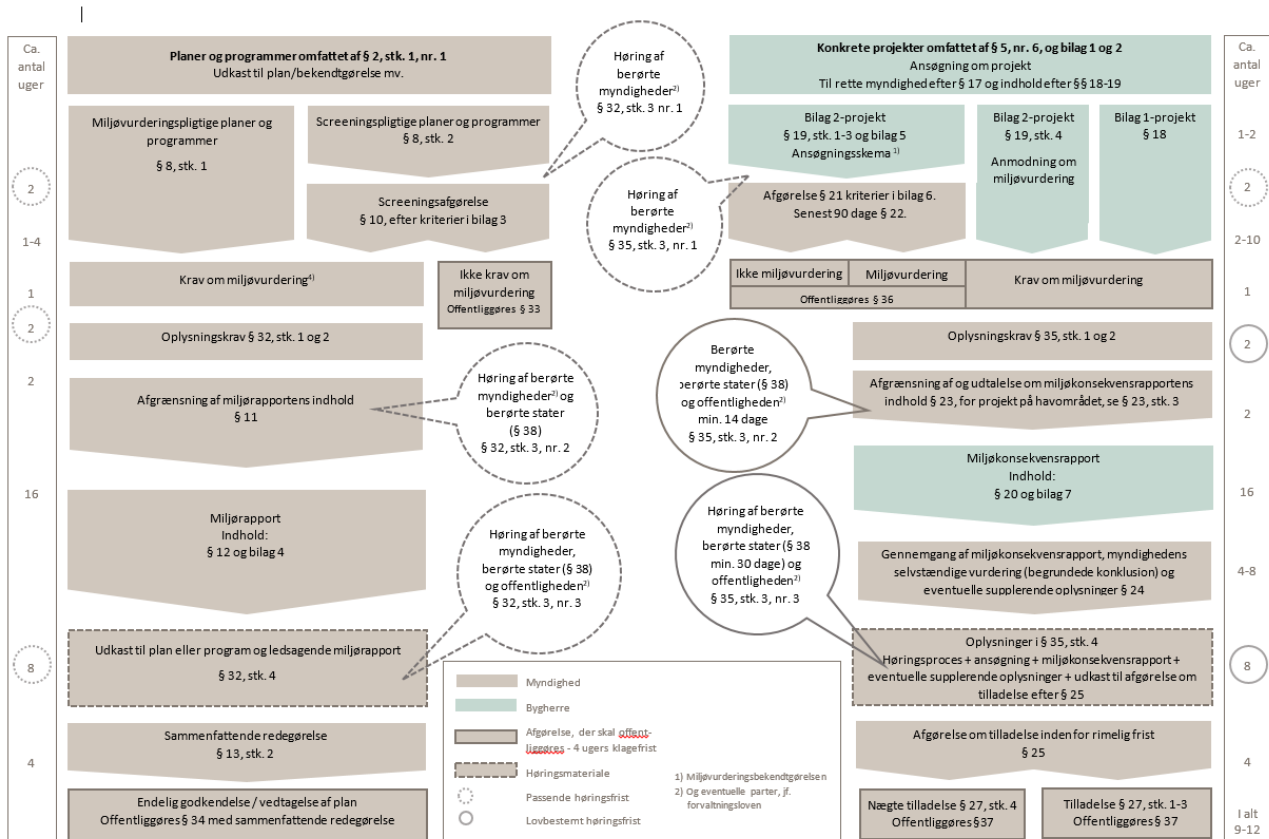 Ca.
antal
uger
2
1-4
1
2
2
16
8
4
Planer og programmer omfattet af § 2, stk. 1, nr. 1
Udkast til plan/bekendtgørelse mv.
Miljøvurderingspligtige planer og
programmer
§ 8, stk. 1
Screeningspligtige planer og programmer
§ 8, stk. 2
Screeningsafgørelse
§ 10, efter kriterier i bilag 3
Krav om miljøvurdering4)
Ikke krav om
miljøvurdering
Offentliggøres § 33
Oplysningskrav § 32, stk. 1 og 2
Afgrænsning af miljørapportens indhold
§ 11
Miljørapport
Indhold:
§ 12 og bilag 4
Udkast til plan eller program og ledsagende miljørapport
§ 32, stk. 4
Sammenfattende redegørelse
§ 13, stk. 2
Endelig godkendelse / vedtagelse af plan
Offentliggøres § 34 med sammenfattende redegørelse
Høring af
berørte
myndigheder2)
§ 32, stk. 3 nr. 1
Høring af
berørte
myndigheder2)
§ 35, stk. 3, nr. 1
Høring af berørte
myndigheder2) og
berørte stater
(§ 38)
§ 32, stk. 3, nr. 2
Høring af berørte
myndigheder,
berørte stater (§ 38)
og offentligheden2)
§ 32, stk. 3, nr. 3
Berørte
myndigheder,
berørte stater (§ 38)
og offentligheden2)
min. 14 dage
§ 35, stk. 3, nr. 2
Høring af berørte
myndigheder,
berørte stater (§ 38
min. 30 dage) og
offentligheden2)
§ 35, stk. 3, nr. 3
Myndighed
Bygherre
Afgørelse, der skal offent-
liggøres - 4 ugers klagefrist
Høringsmateriale
Passende høringsfrist
Lovbestemt høringsfrist
1) Miljøvurderingsbekendtgørelsen
2) Og eventuelle parter, jf.
forvaltningsloven
Konkrete projekter omfattet af § 5, nr. 6, og bilag 1 og 2
Ansøgning om projekt
Til rette myndighed efter § 17 og indhold efter §§ 18-19
Bilag 2-projekt
§ 19, stk. 1-3 og bilag 5
Ansøgningsskema 1)
Bilag 2-projekt
§ 19, stk. 4
Anmodning om
miljøvurdering
Bilag 1-projekt
§ 18
Afgørelse § 21 kriterier i bilag 6.
Senest 90 dage § 22.
Ikke miljøvurdering
Miljøvurdering
Offentliggøres § 36
Krav om miljøvurdering
Oplysningskrav § 35, stk. 1 og 2
Afgrænsning af og udtalelse om miljøkonsekvensrapportens
indhold § 23, for projekt på havområdet, se § 23, stk. 3
Miljøkonsekvensrapport
Indhold:
§ 20 og bilag 7
Gennemgang af miljøkonsekvensrapport, myndighedens
selvstændige vurdering (begrundede konklusion) og
eventuelle supplerende oplysninger § 24
Oplysninger i § 35, stk. 4
Høringsproces + ansøgning + miljøkonsekvensrapport +
eventuelle supplerende oplysninger + udkast til afgørelse om
tilladelse efter § 25
Afgørelse om tilladelse inden for rimelig frist
§ 25
Nægte tilladelse § 27, stk. 4
Offentliggøres §37
Tilladelse § 27, stk. 1-3
Offentliggøres § 37
Ca.
antal
uger
1-2
2
2-10
1
2
2
16
4-8
8
4
I alt
9-12